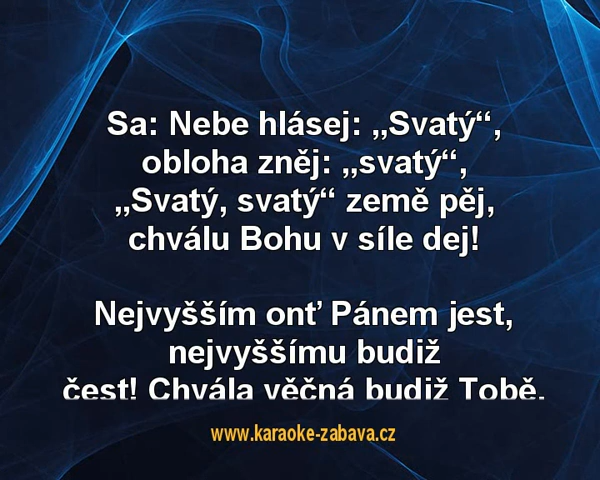 Sa: Nebe hlásej: „Svatý“,
obloha zněj: „svatý“,
„Svatý, svatý“ země pěj,
chválu Bohu v síle dej!
Nejvyšším onť Pánem jest,
nejvyššímu budiž
čest! Chvála věčná budiž Tobě.
www.karaoke-zabava.cz